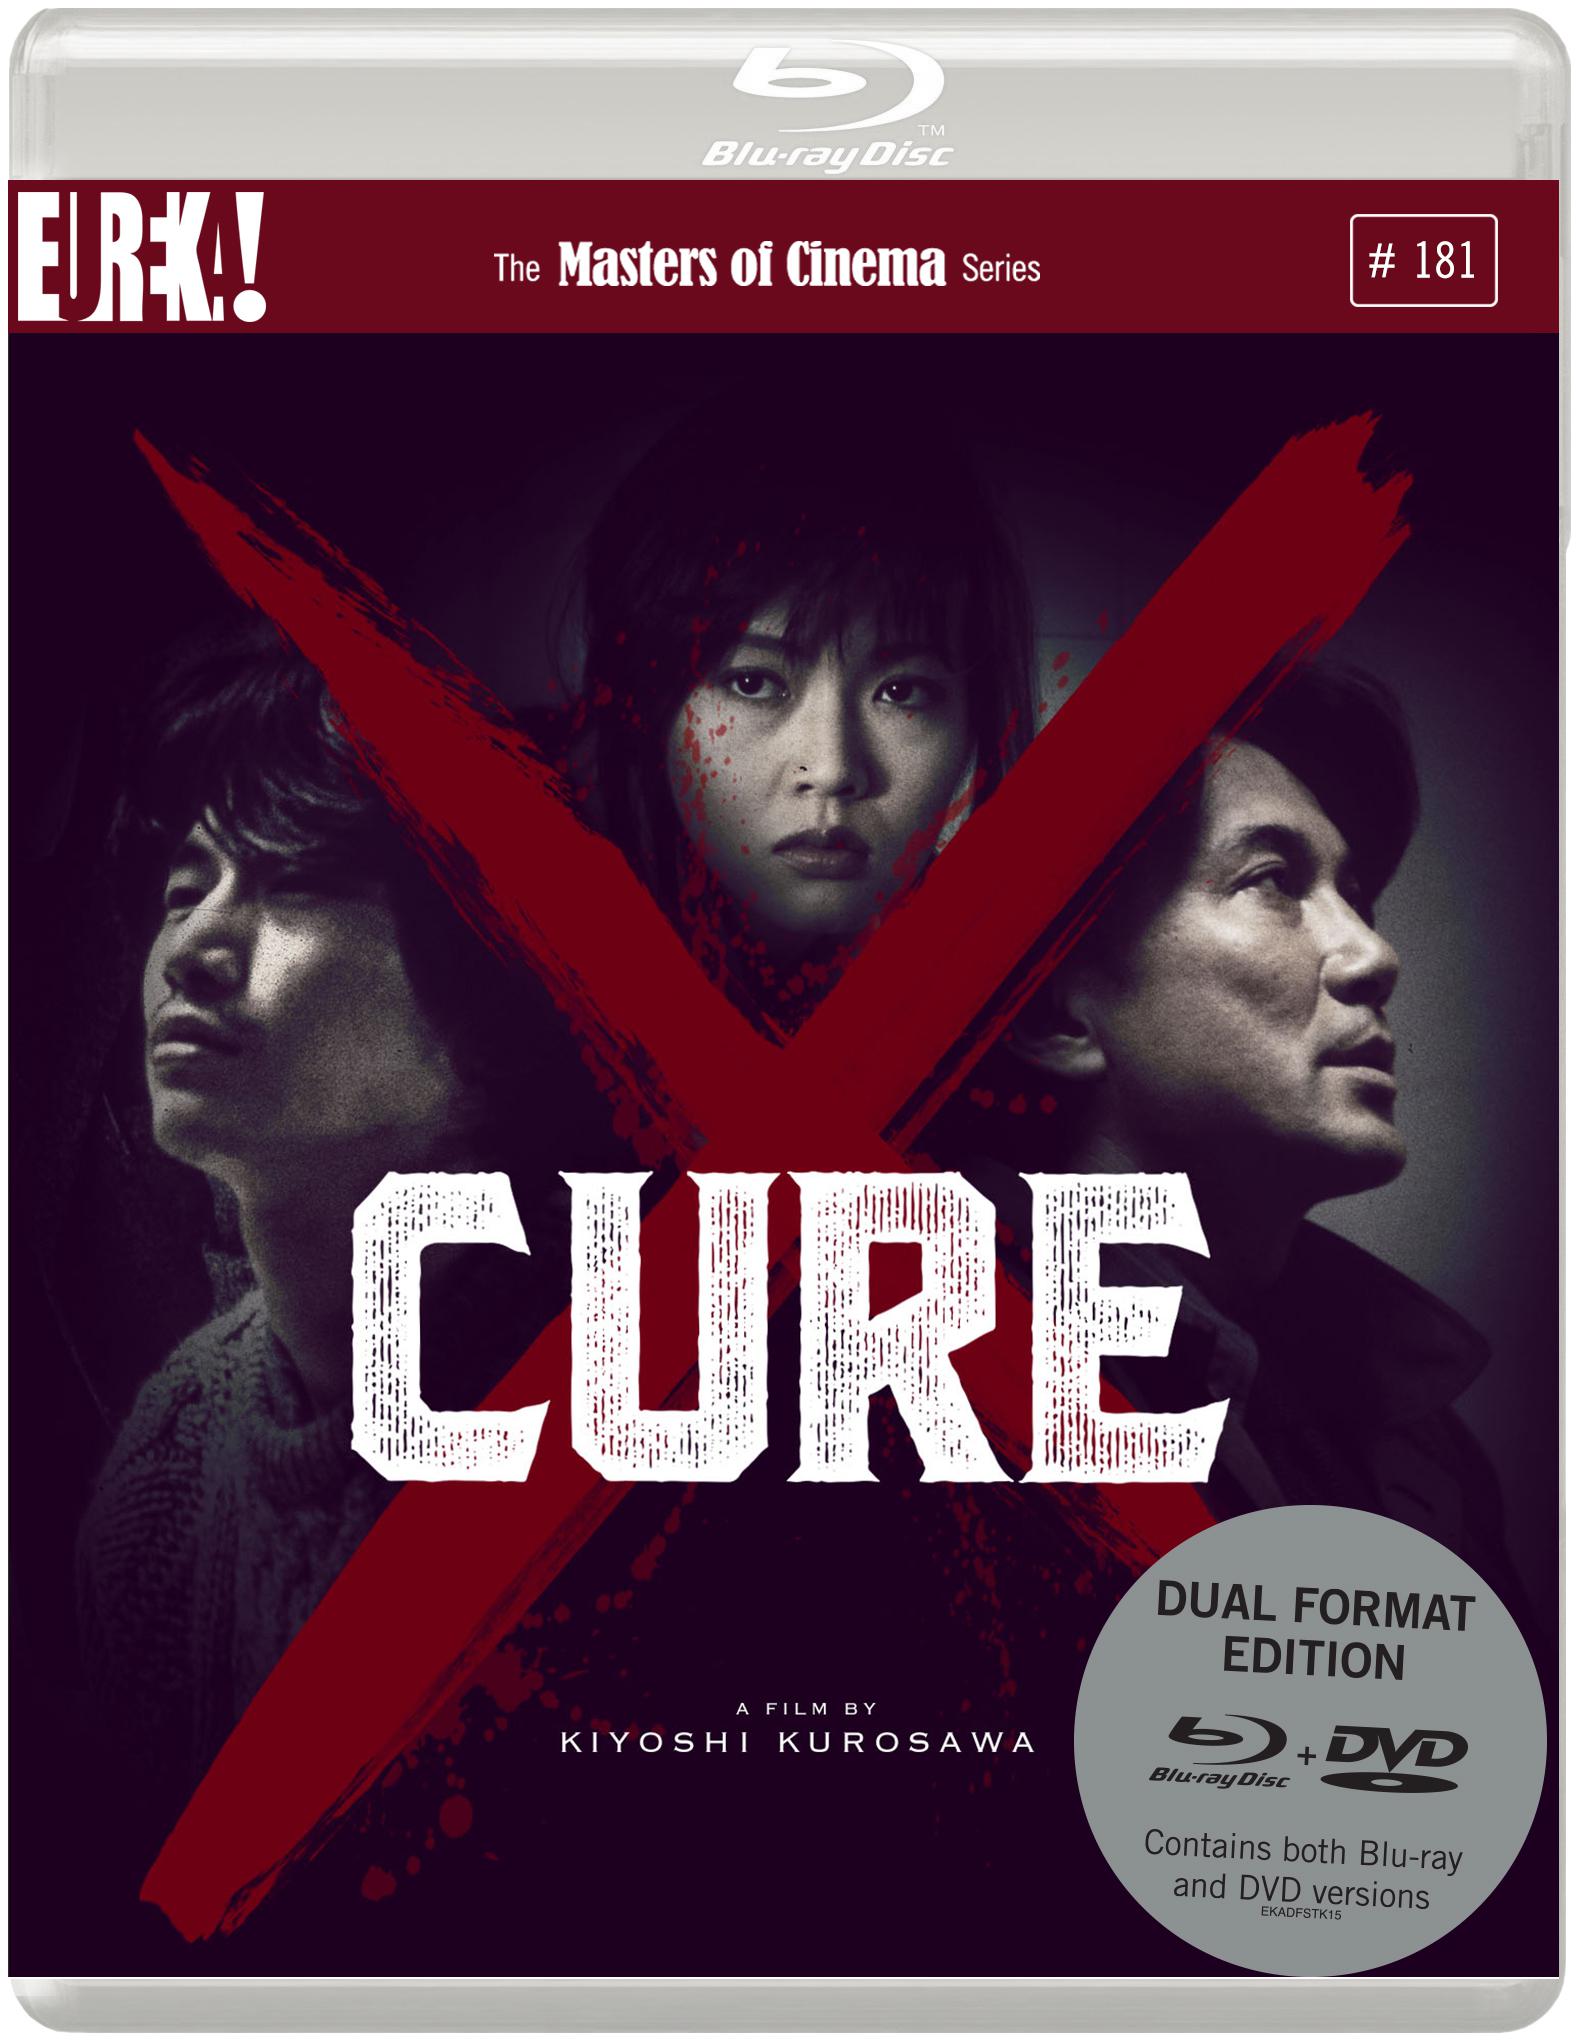 Blu-ray Disc™
EUREKA!
The Masters of Cinema Series
# 181
CURE
A FILM BY
KIYOSHI KUROSAWA
DUAL FORMAT
EDITION
Blu-ray Disc + DVD
Contains both Blu-ray
and DVD versions
EKADFSTK15